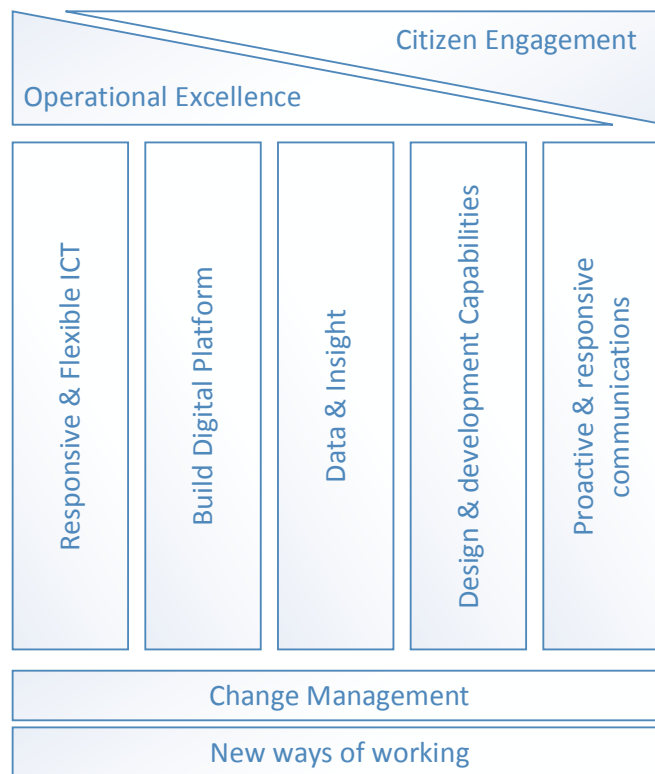 Citizen Engagement
Operational Excellence
Responsive & Flexible ICT
Build Digital Platform
Data & Insight
Design & development Capabilities
Proactive & responsive
communications
Change Management
New ways of working